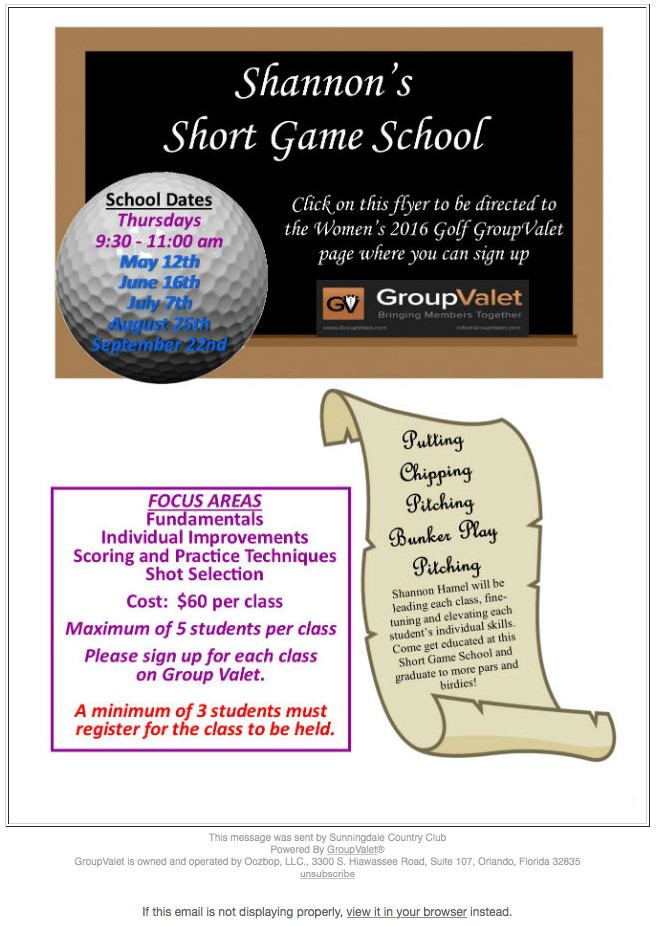 Shannon's
Short Game School
School Dates
Thursdays
9:30 - 11:00 am
May 12th
June 16th
July 7th
August 25th
September 22nd
Click on this flyer to be directed to
the Women's 2016 Golf GroupValet
page where you can sign up
GV GroupValet
Bringing Members Together
www.GroupValet.com info@GroupValet.com
Putting
Chipping
Pitching
Bunker Play
Pitching
Shannon Hamel will be
leading each class, fine-
tuning and elevating each
student's individual skills.
Come get educated at this
Short Game School and
graduate to more pars and
birdies!
FOCUS AREAS
Fundamentals
Individual Improvements
Scoring and Practice Techniques
Shot Selection
Cost: $60 per class
Maximum of 5 students per class
Please sign up for each class
on Group Valet.
A minimum of 3 students must
register for the class to be held.
This message was sent by Sunningdale Country Club
Powered By GroupValet®
GroupValet is owned and operated by Oozbop, LLC., 3300 S. Hiawassee Road, Suite 107, Orlando, Florida 32835
unsubscribe
If this email is not displaying properly, view it in your browser instead.